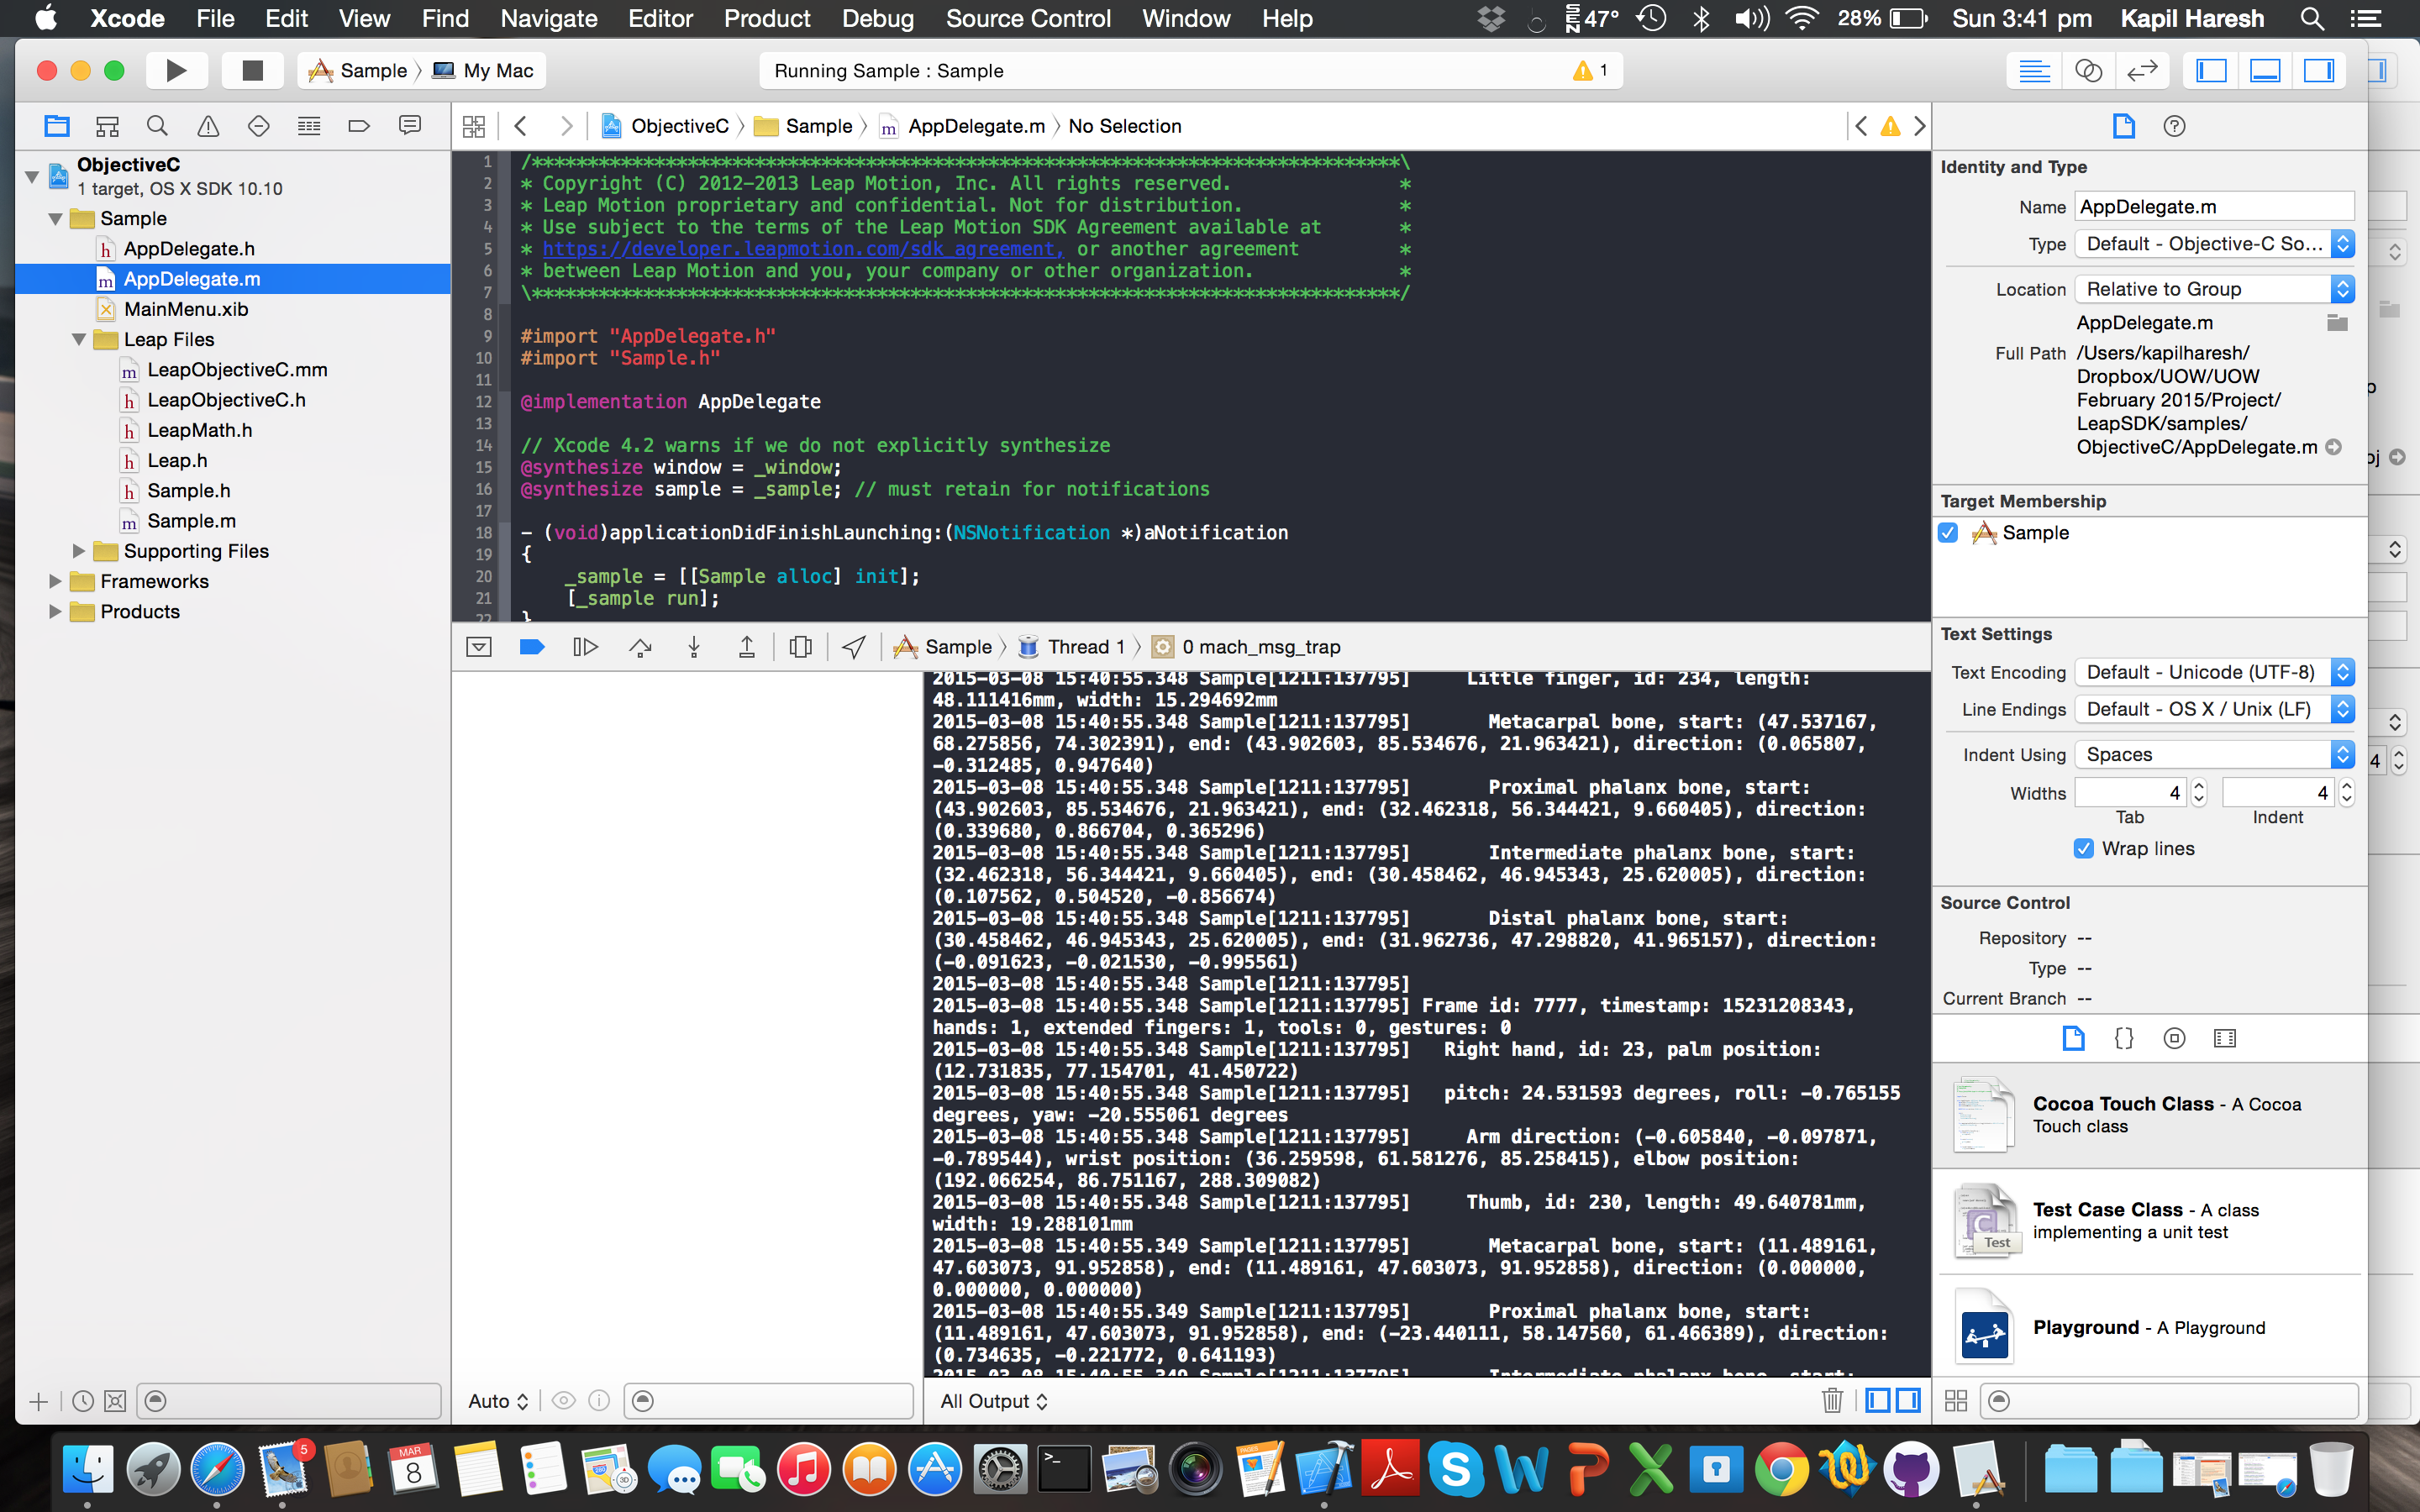 Xcode File Edit View Find Navigate Editor Product Debug Source Control Window Help
47° 28% Sun 3:41 pm Kapil Haresh
Sample My Mac
Running Sample : Sample 1
ObjectiveC
1 target, OS X SDK 10.10
Sample
AppDelegate.h
AppDelegate.m
MainMenu.xib
Leap Files
LeapObjectiveC.mm
LeapObjectiveC.h
LeapMath.h
Leap.h
Sample.h
Sample.m
Supporting Files
Frameworks
Products
ObjectiveC Sample AppDelegate.m No Selection
1 /******************************************************************************\
2 * Copyright (C) 2012-2013 Leap Motion, Inc. All rights reserved. *
3 * Leap Motion proprietary and confidential. Not for distribution. *
4 * Use subject to the terms of the Leap Motion SDK Agreement available at *
5 * https://developer.leapmotion.com/sdk_agreement, or another agreement *
6 * between Leap Motion and you, your company or other organization. *
7 \******************************************************************************/
8
9 #import "AppDelegate.h"
10 #import "Sample.h"
11
12 @implementation AppDelegate
13
14 // Xcode 4.2 warns if we do not explicitly synthesize
15 @synthesize window = _window;
16 @synthesize sample = _sample; // must retain for notifications
17
18 - (void)applicationDidFinishLaunching:(NSNotification *)aNotification
19 {
20 _sample = [[Sample alloc] init];
21 [_sample run];
22 }
Sample Thread 1 0 mach_msg_trap
2015-03-08 15:40:55.348 Sample[1211:137795] Little finger, id: 234, length:
48.111416mm, width: 15.294692mm
2015-03-08 15:40:55.348 Sample[1211:137795] Metacarpal bone, start: (47.537167,
68.275856, 74.302391), end: (43.902603, 85.534676, 21.963421), direction: (0.065807,
-0.312485, 0.947640)
2015-03-08 15:40:55.348 Sample[1211:137795] Proximal phalanx bone, start:
(43.902603, 85.534676, 21.963421), end: (32.462318, 56.344421, 9.660405), direction:
(0.339680, 0.866704, 0.365296)
2015-03-08 15:40:55.348 Sample[1211:137795] Intermediate phalanx bone, start:
(32.462318, 56.344421, 9.660405), end: (30.458462, 46.945343, 25.620005), direction:
(0.107562, 0.504520, -0.856674)
2015-03-08 15:40:55.348 Sample[1211:137795] Distal phalanx bone, start:
(30.458462, 46.945343, 25.620005), end: (31.962736, 47.298820, 41.965157), direction:
(-0.091623, -0.021530, -0.995561)
2015-03-08 15:40:55.348 Sample[1211:137795]
2015-03-08 15:40:55.348 Sample[1211:137795] Frame id: 7777, timestamp: 15231208343,
hands: 1, extended fingers: 1, tools: 0, gestures: 0
2015-03-08 15:40:55.348 Sample[1211:137795] Right hand, id: 23, palm position:
(12.731835, 77.154701, 41.450722)
2015-03-08 15:40:55.348 Sample[1211:137795] pitch: 24.531593 degrees, roll: -0.765155
degrees, yaw: -20.555061 degrees
2015-03-08 15:40:55.348 Sample[1211:137795] Arm direction: (-0.605840, -0.097871,
-0.789544), wrist position: (36.259598, 61.581276, 85.258415), elbow position:
(192.066254, 86.751167, 288.309082)
2015-03-08 15:40:55.348 Sample[1211:137795] Thumb, id: 230, length: 49.640781mm,
width: 19.288101mm
2015-03-08 15:40:55.349 Sample[1211:137795] Metacarpal bone, start: (11.489161,
47.603073, 91.952858), end: (11.489161, 47.603073, 91.952858), direction: (0.000000,
0.000000, 0.000000)
2015-03-08 15:40:55.349 Sample[1211:137795] Proximal phalanx bone, start:
(11.489161, 47.603073, 91.952858), end: (-23.440111, 58.147560, 61.466389), direction:
(0.734635, -0.221772, 0.641193)
2015-03-08 15:40:55.349 Sample[1211:137795] Intermediate phalanx bone, start:
Auto
All Output
Identity and Type
Name AppDelegate.m
Type Default - Objective-C So...
Location Relative to Group
AppDelegate.m
Full Path /Users/kapilharesh/
Dropbox/UOW/UOW
February 2015/Project/
LeapSDK/samples/
ObjectiveC/AppDelegate.m
Target Membership
Sample
Text Settings
Text Encoding Default - Unicode (UTF-8)
Line Endings Default - OS X / Unix (LF)
Indent Using Spaces
Widths 4 4
Tab Indent
Wrap lines
Source Control
Repository --
Type --
Current Branch --
Cocoa Touch Class - A Cocoa
Touch class
Test Case Class - A class
implementing a unit test
Playground - A Playground
Test
4
5
MAR
8
3D
PAGES